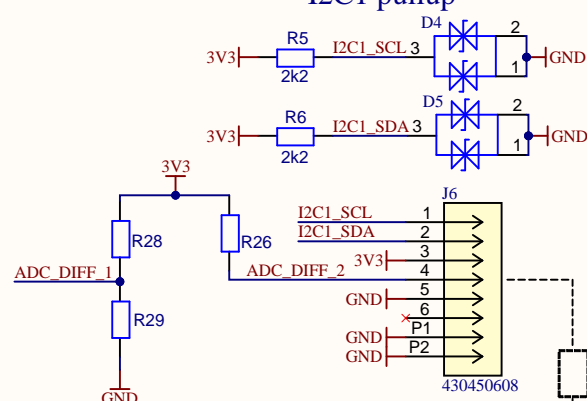 I2C1 pullup
D4
R5
I2C1_SCL 3
2
3V3
GND
2k2
1
D5
R6
I2C1_SDA 3
2
3V3
GND
2k2
1
3V3
J6
R28
R26
I2C1_SCL 1
I2C1_SDA 2
3V3 3
ADC_DIFF_1
ADC_DIFF_2 4
GND 5
R29
6
GND P1
GND P2
GND
430450608